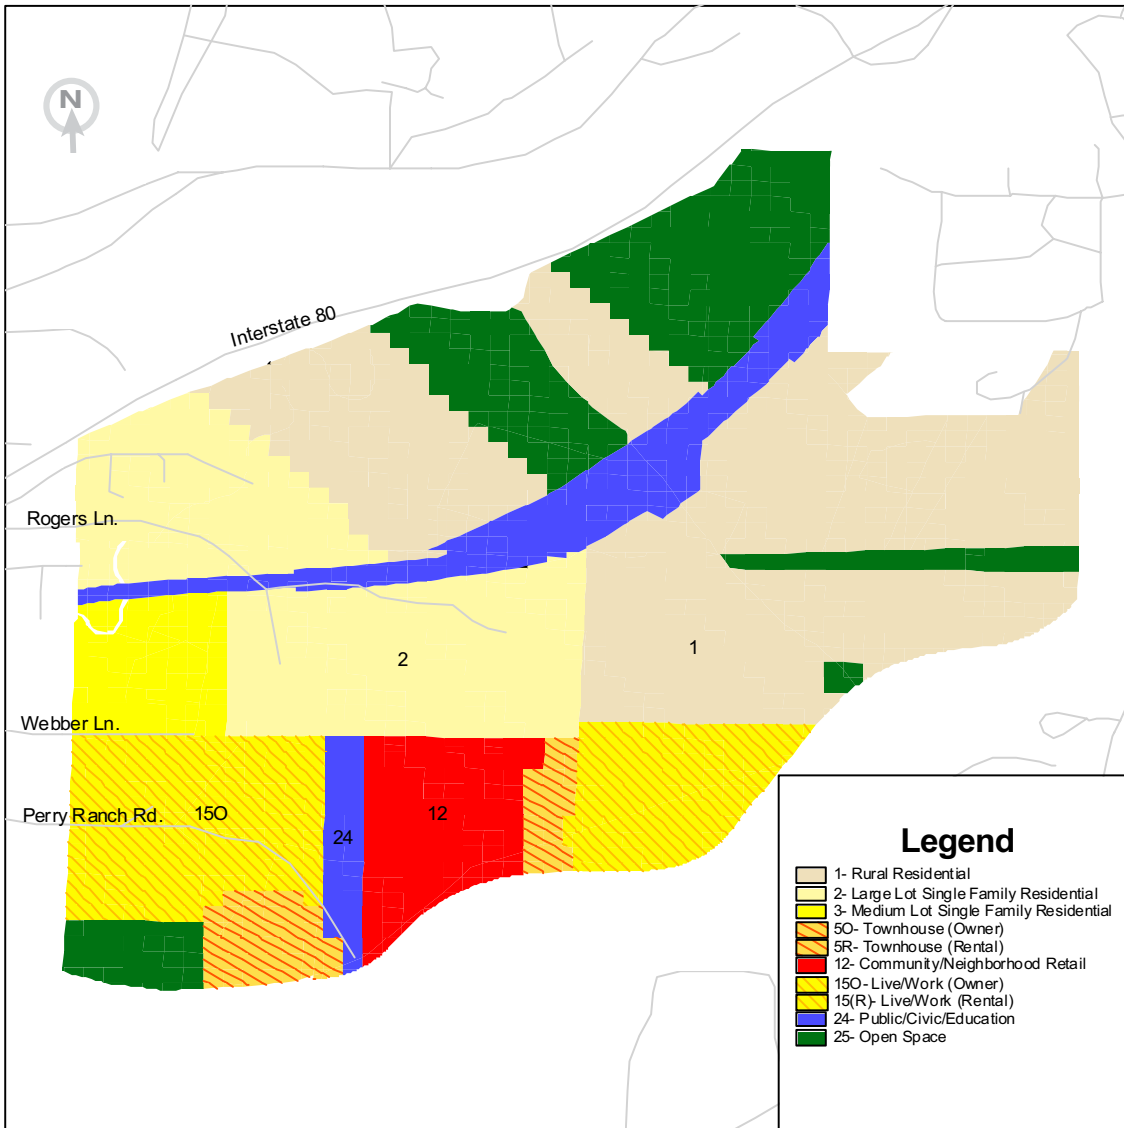 N
Interstate 80
Rogers Ln.
2
1
Webber Ln.
Perry Ranch Rd.
15O
12
24
Legend
1- Rural Residential
2- Large Lot Single Family Residential
3- Medium Lot Single Family Residential
5O- Townhouse (Owner)
5R- Townhouse (Rental)
12- Community/Neighborhood Retail
15O- Live/Work (Owner)
15(R)- Live/Work (Rental)
24- Public/Civic/Education
25- Open Space